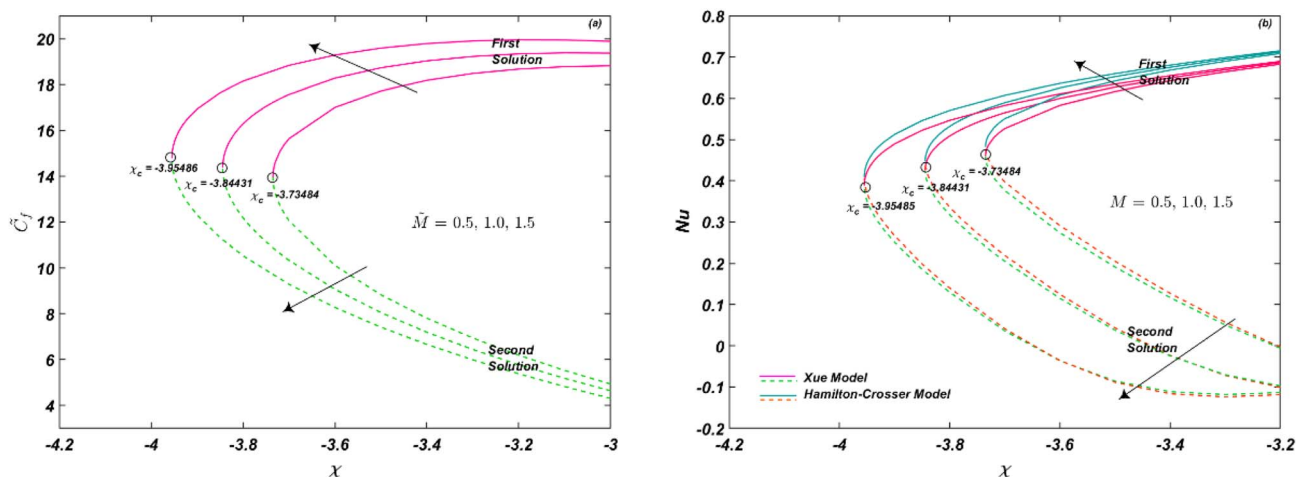 (a)
20
18
16
14
12
10
8
6
4
C̃f
First
Solution
χc = -3.95486
χc = -3.84431
χc = -3.73484
M̃ = 0.5, 1.0, 1.5
Second
Solution
-4.2
-4
-3.8
-3.6
-3.4
-3.2
-3
χ
(b)
0.8
0.7
0.6
0.5
0.4
0.3
0.2
0.1
0
-0.1
-0.2
Nu
First
Solution
χc = -3.73484
χc = -3.84431
χc = -3.95485
M = 0.5, 1.0, 1.5
Second
Solution
Xue Model
Hamilton-Crosser Model
-4.2
-4
-3.8
-3.6
-3.4
-3.2
χ